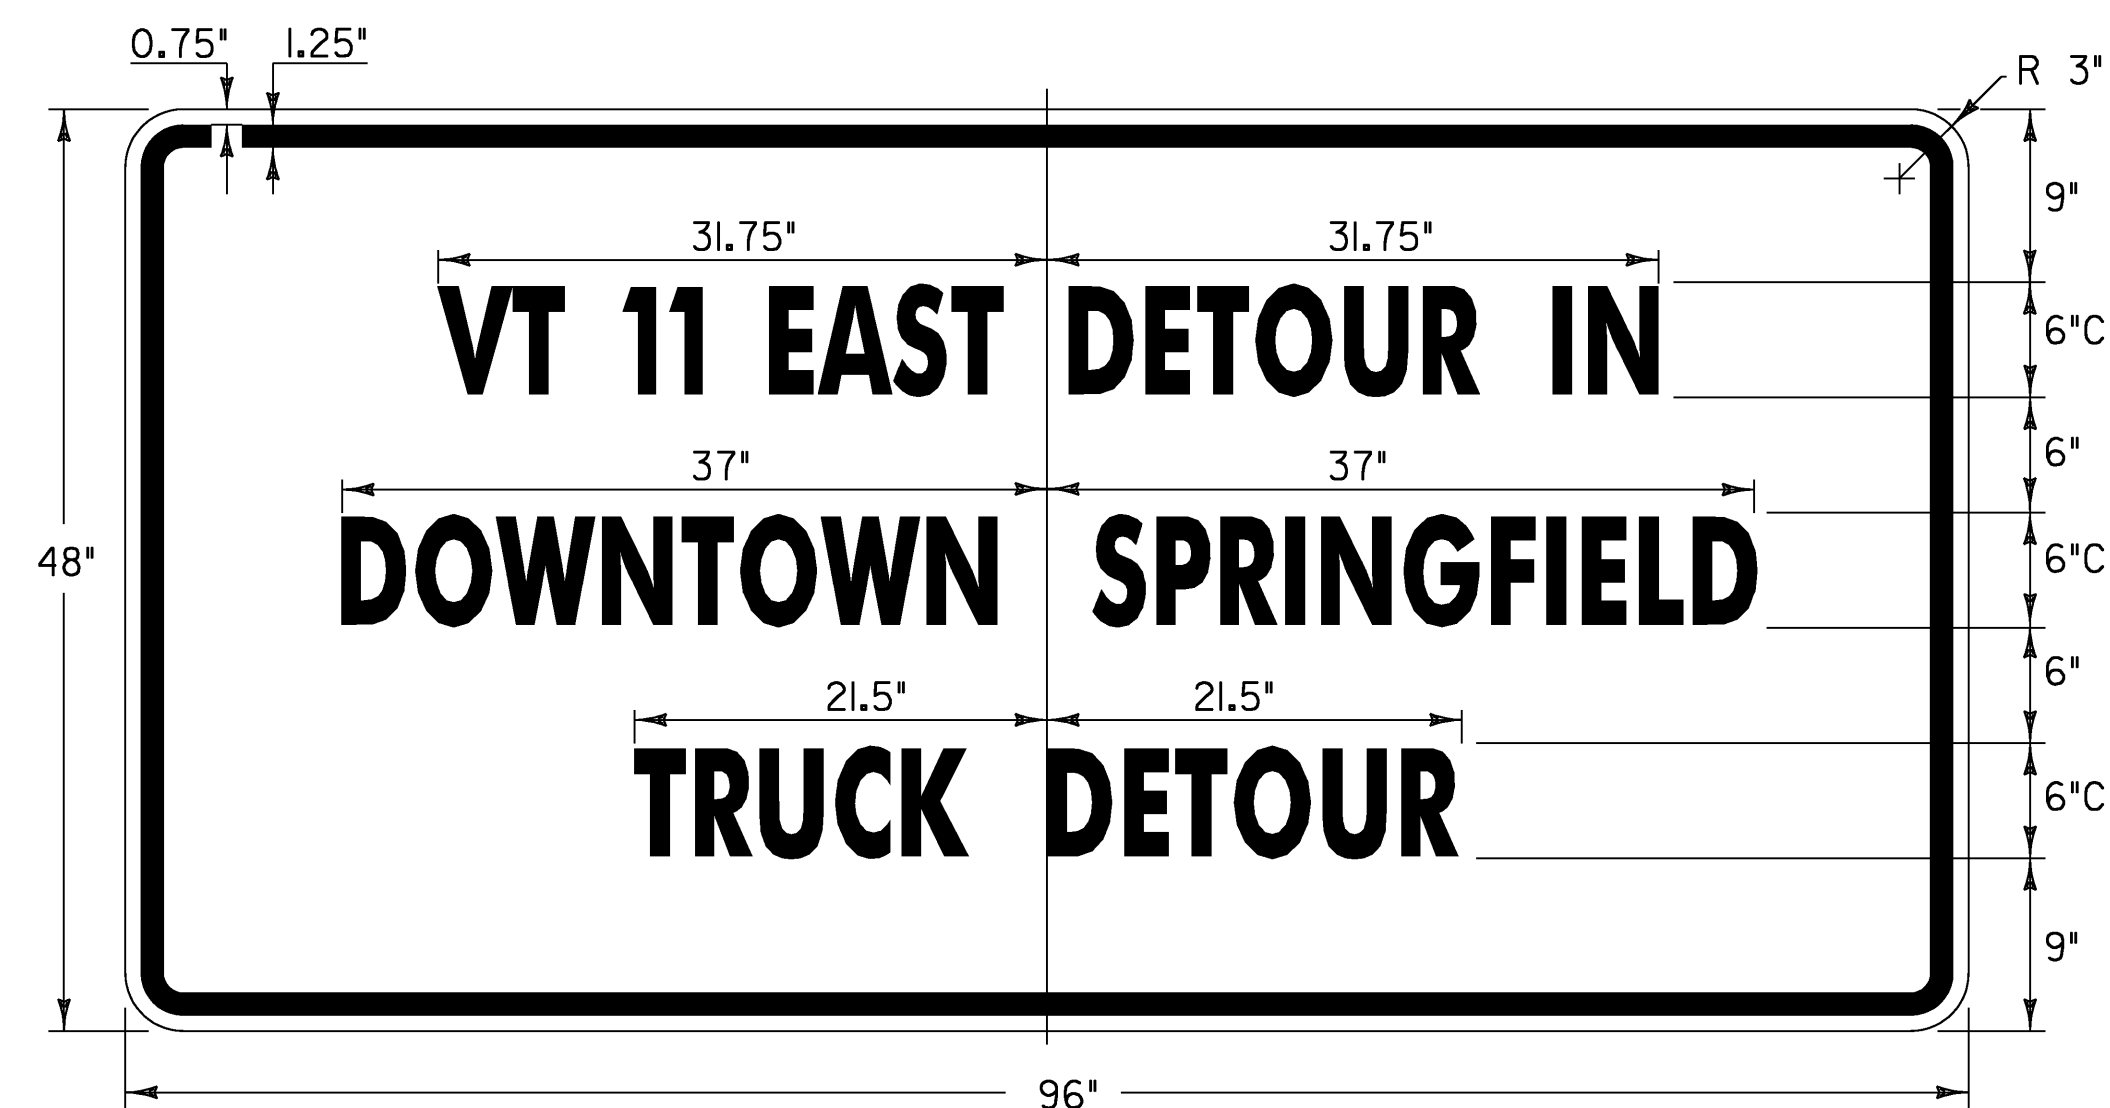 0.75" 1.25" R 3"
9"
31.75" 31.75"
VT 11 EAST DETOUR IN
6"C
37" 37"
6"
DOWNTOWN SPRINGFIELD
48" 6"C
21.5" 21.5"
6"
TRUCK DETOUR
6"C
9"
96"